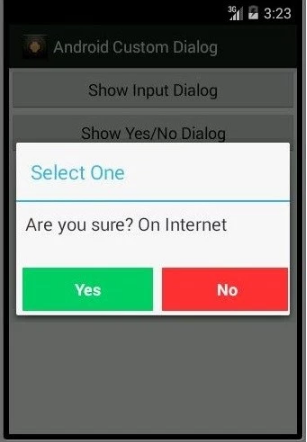 3G 3:23
Android Custom Dialog
Show Input Dialog
Show Yes/No Dialog
Select One
Are you sure? On Internet
Yes No